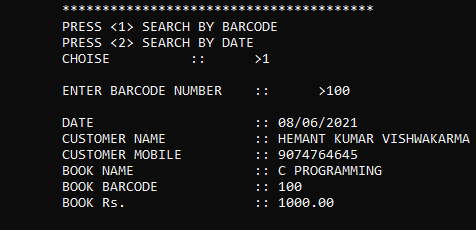 ****************************************
PRESS <1> SEARCH BY BARCODE
PRESS <2> SEARCH BY DATE
CHOISE :: >1
ENTER BARCODE NUMBER :: >100
DATE :: 08/06/2021
CUSTOMER NAME :: HEMANT KUMAR VISHWAKARMA
CUSTOMER MOBILE :: 9074764645
BOOK NAME :: C PROGRAMMING
BOOK BARCODE :: 100
BOOK Rs. :: 1000.00